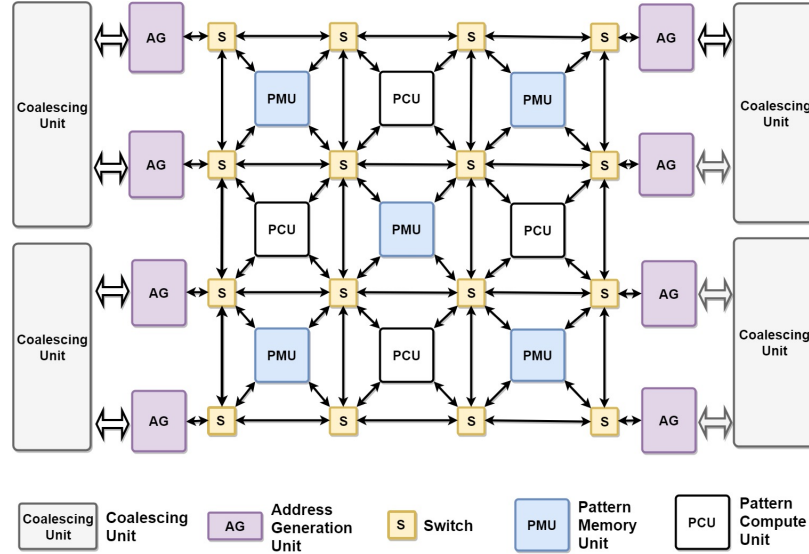 AG
S
S
S
S
AG
PMU
PCU
PMU
Coalescing
Unit
Coalescing
Unit
AG
S
S
S
S
AG
PCU
PMU
PCU
AG
S
S
S
S
AG
Coalescing
Unit
Coalescing
Unit
PMU
PCU
PMU
AG
S
S
S
S
AG
Coalescing
Unit
Coalescing
Unit
AG
Address
Generation
Unit
S
Switch
PMU
Pattern
Memory
Unit
PCU
Pattern
Compute
Unit